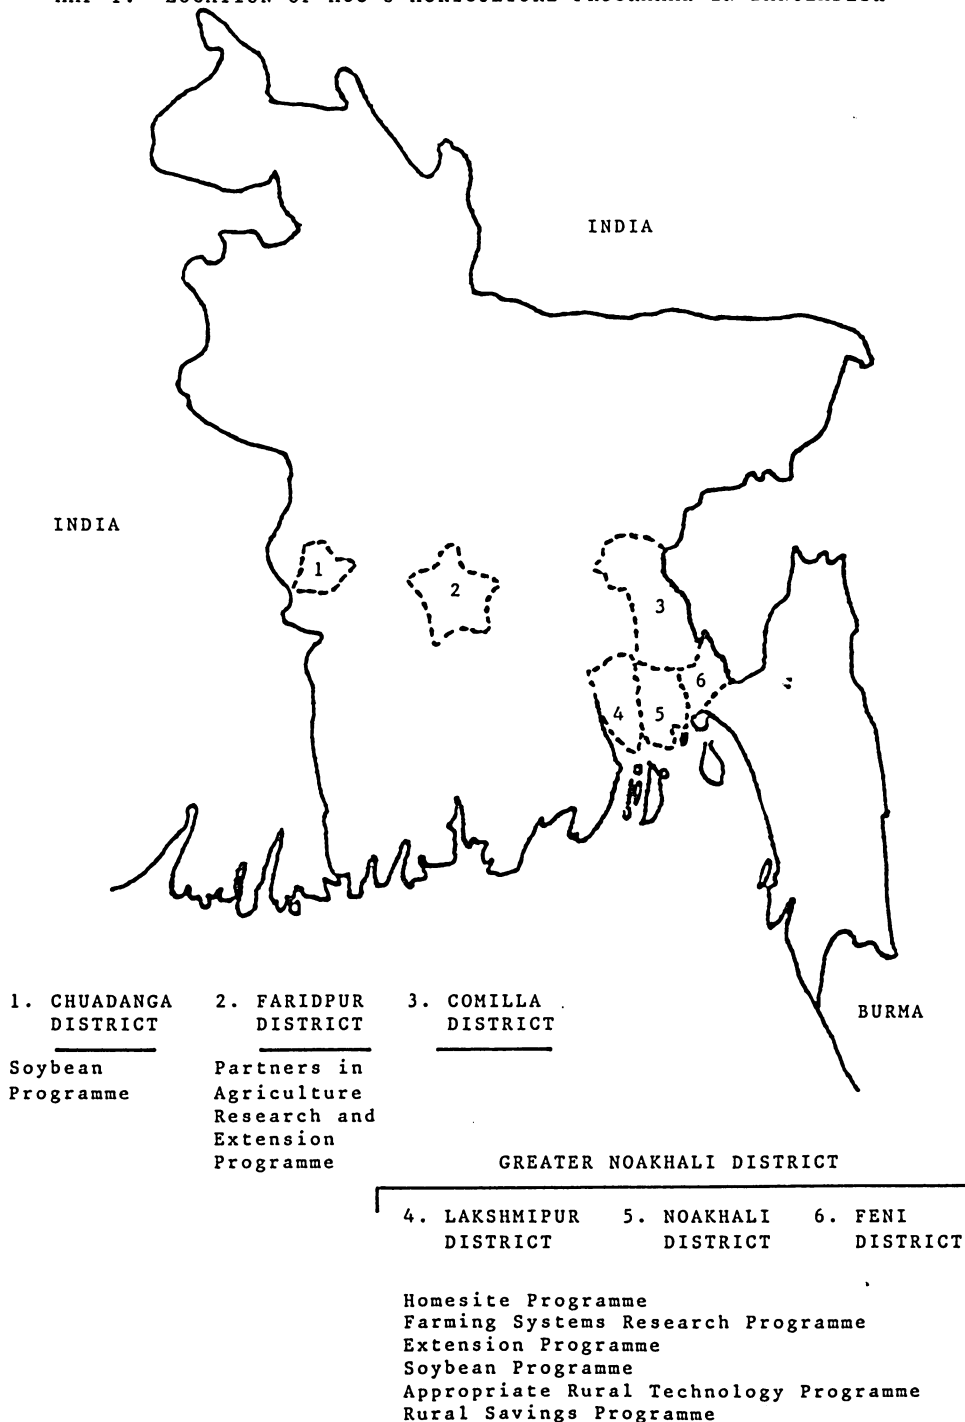 INDIA
INDIA
1
2
3
4
5
6
BURMA
1. CHUADANGA DISTRICT
Soybean
Programme
2. FARIDPUR DISTRICT
Partners in
Agriculture
Research and
Extension
Programme
3. COMILLA DISTRICT
GREATER NOAKHALI DISTRICT
4. LAKSHMIPUR DISTRICT
5. NOAKHALI DISTRICT
6. FENI DISTRICT
Homesite Programme
Farming Systems Research Programme
Extension Programme
Soybean Programme
Appropriate Rural Technology Programme
Rural Savings Programme